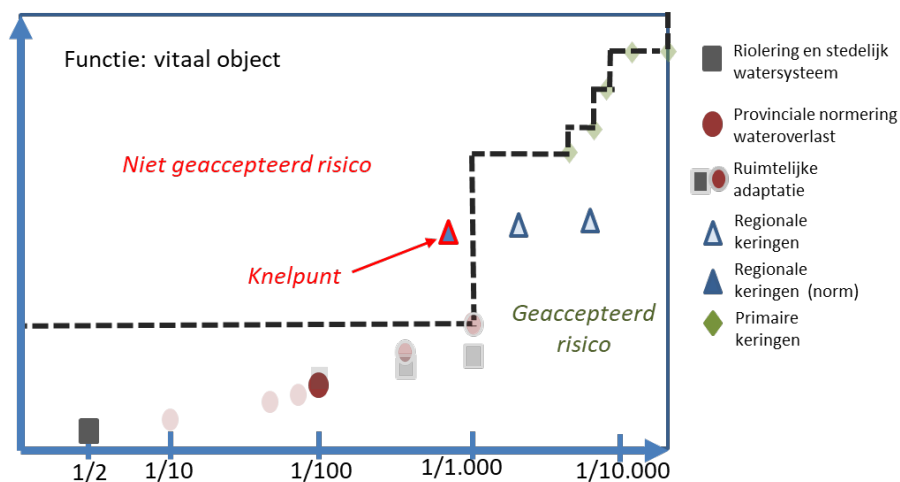 Functie: vitaal object
Niet geaccepteerd risico
Knelpunt
Geaccepteerd
risico
1/2
1/10
1/100
1/1.000
1/10.000
Riolering en stedelijk
watersysteem
Provinciale normering
wateroverlast
Ruimtelijke
adaptatie
Regionale
keringen
Regionale
keringen (norm)
Primaire
keringen